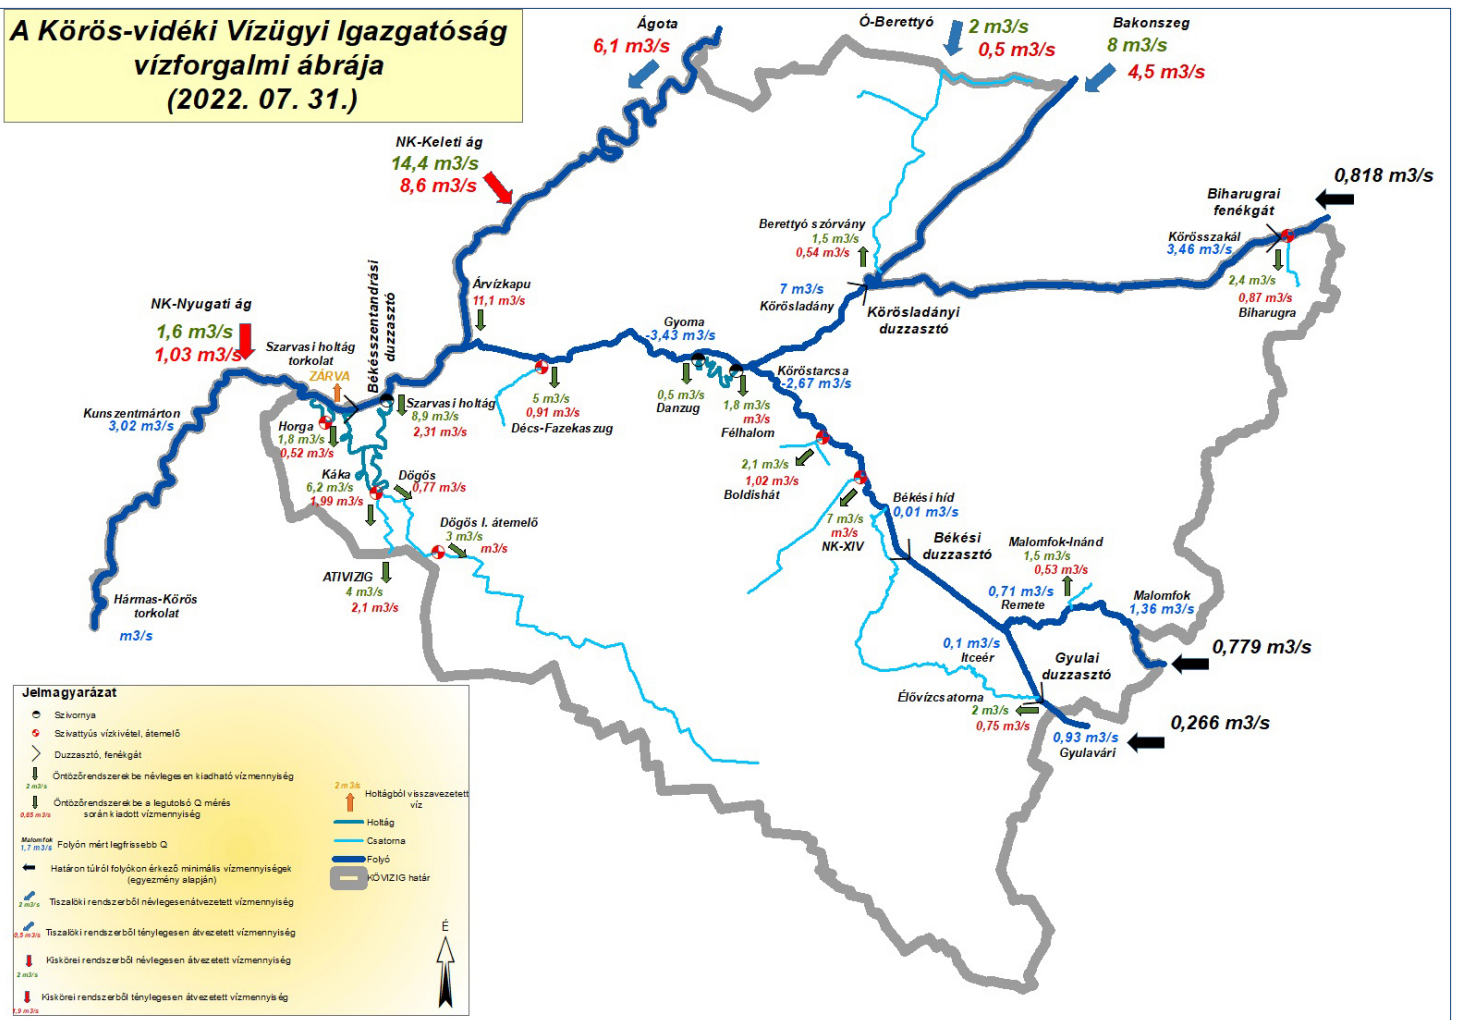 A Körös-vidéki Vízügyi Igazgatóság
vízforgalmi ábrája
(2022. 07. 31.)
Ágota
6,1 m3/s
Ó-Berettyó
2 m3/s
0,5 m3/s
Bakonszeg
8 m3/s
4,5 m3/s
NK-Keleti ág
14,4 m3/s
8,6 m3/s
0,818 m3/s
Biharugrai
fenékgát
Körösszakál
3,46 m3/s
2,4 m3/s
0,87 m3/s
Biharugra
Berettyó szórvány
1,5 m3/s
0,54 m3/s
7 m3/s
Körösladány
Körösladányi
duzzasztó
Árvízkapu
11,1 m3/s
NK-Nyugati ág
1,6 m3/s
1,03 m3/s
Szarvasi holtág
torkolat
ZÁRVA
Békésszentandrási
duzzasztó
Gyoma
-3,43 m3/s
Köröstarcsa
-2,67 m3/s
Kunszentmárton
3,02 m3/s
Szarvasi holtág
8,9 m3/s
2,31 m3/s
5 m3/s
0,91 m3/s
Décs-Fazekaszug
0,5 m3/s
Danzug
1,8 m3/s
m3/s
Félhalom
Horga
1,8 m3/s
0,52 m3/s
Káka
6,2 m3/s
1,99 m3/s
Dögös
0,77 m3/s
2,1 m3/s
1,02 m3/s
Boldishát
7 m3/s
m3/s
NK-XIV
Békési híd
0,01 m3/s
Dögös I. átemelő
3 m3/s
m3/s
Békési
duzzasztó
Malomfok-Inánd
1,5 m3/s
0,53 m3/s
ATIVIZIG
4 m3/s
2,1 m3/s
0,71 m3/s
Remete
Malomfok
1,36 m3/s
Hármas-Körös
torkolat
m3/s
0,1 m3/s
Itceér
0,779 m3/s
Gyulai
duzzasztó
Élővízcsatorna
2 m3/s
0,75 m3/s
0,266 m3/s
0,93 m3/s
Gyulavári
Jelmagyarázat
Szivornya
Szivattyús vízkivétel, átemelő
Duzzasztó, fenékgát
Öntözőrendszerekbe névlegesen kiadható vízmennyiség
2 m3/s
Öntözőrendszerekbe a legutolsó Q mérés
során kiadott vízmennyiség
0,65 m3/s
Malomfok
1,7 m3/s
Folyón mért legfrissebb Q
Határon túlról folyókon érkező minimális vízmennyiségek
(egyezmény alapján)
Tiszalöki rendszerből névlegesenátvezetett vízmennyiség
2 m3/s
Tiszalöki rendszerből ténylegesen átvezetett vízmennyiség
0,5 m3/s
Kiskörei rendszerből névlegesen átvezetett vízmennyiség
2 m3/s
Kiskörei rendszerből ténylegesen átvezetett vízmennyiség
1,9 m3/s
2 m3/s
Holtágból visszavezetett
víz
Holtág
Csatorna
Folyó
KÖVIZIG határ
É